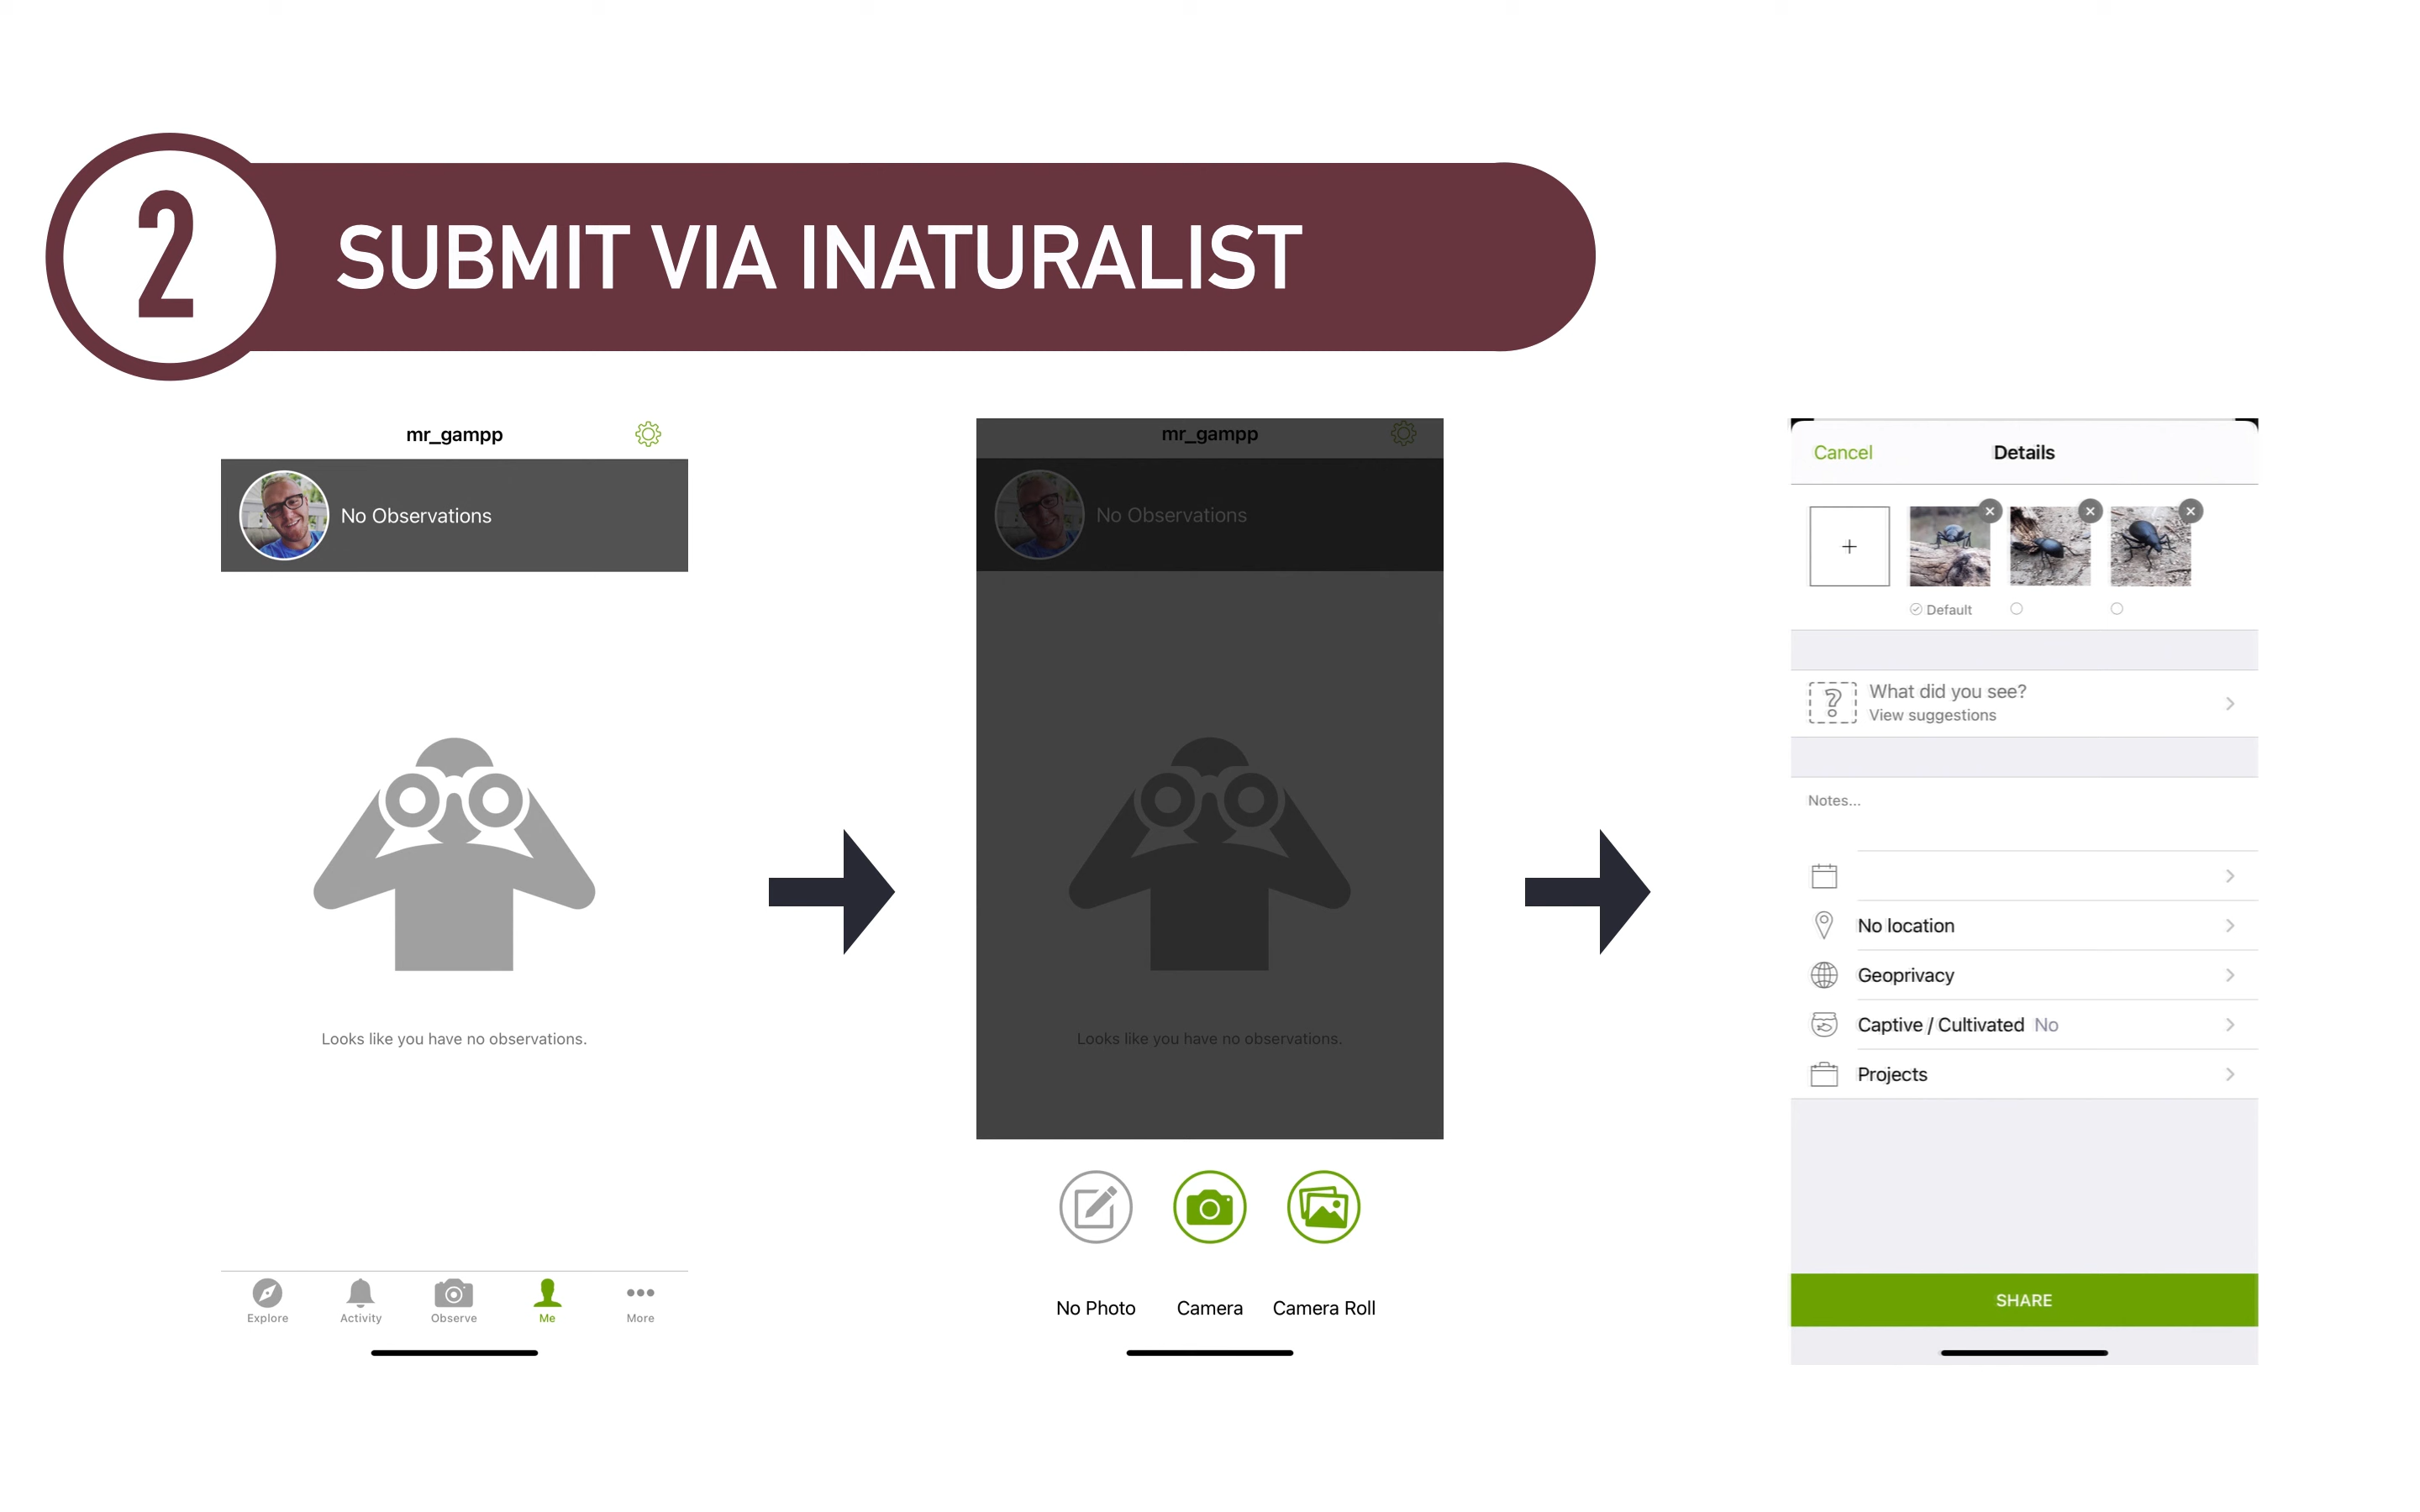 2
SUBMIT VIA INATURALIST
mr_gampp
No Observations
Looks like you have no observations.
Explore
Activity
Observe
Me
More
mr_gampp
No Observations
Looks like you have no observations.
No Photo
Camera
Camera Roll
Cancel
Details
Default
What did you see?
View suggestions
Notes...
No location
Geoprivacy
Captive / Cultivated No
Projects
SHARE